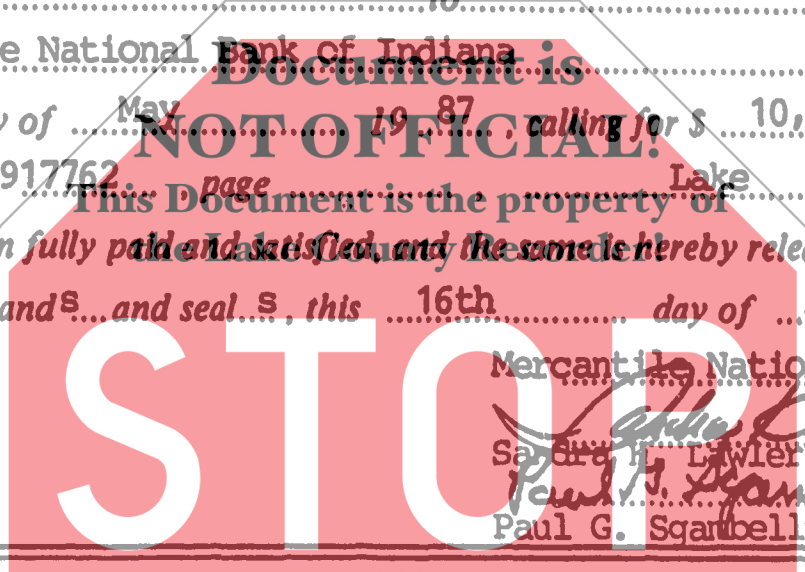 to
e National Bank of Indiana
Document is
y of May 19 87, calling for $ 10,
NOT OFFICIAL!
917762 page , Lake
This Document is the property of
n fully paid and satisfied, and the same is hereby rele
the Lake County Recorder!
and s and seal s, this 16th day of
STOP
Mercantile Natio
Sandra L. Lawler
Paul G. Sgambell